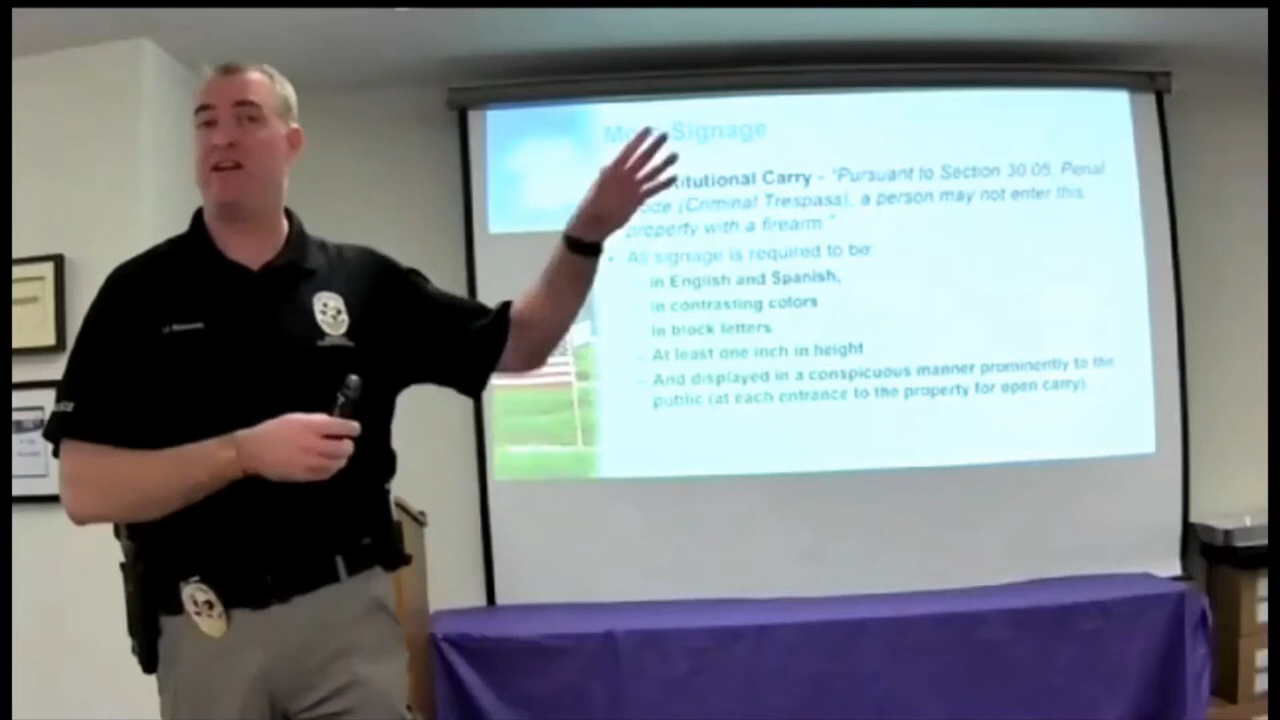 Signage
titutional Carry - "Pursuant to Section 30.05, Penal
Code (Criminal Trespass), a person may not enter this
property with a firearm."
• All signage is required to be:
In English and Spanish,
in contrasting colors
In block letters
– At least one inch in height
– And displayed in a conspicuous manner prominently to the
public (at each entrance to the property for open carry)